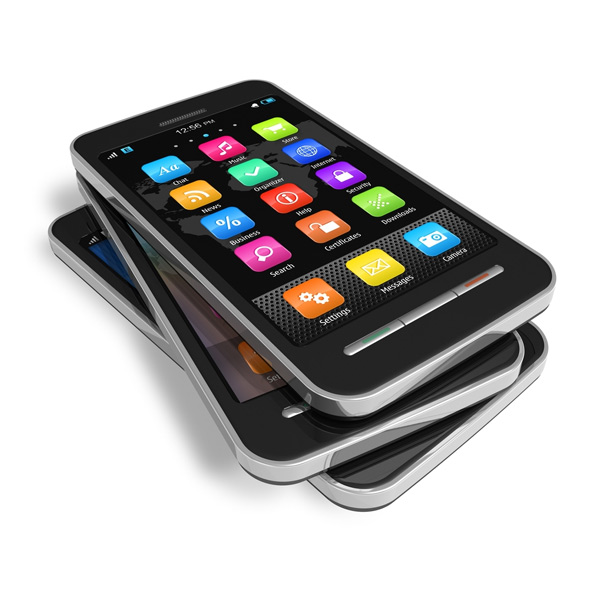 12:56 PM
Aa
Chat
Music
Store
News
Organizer
Internet
%
Business
Help
Security
Search
Certificates
Downloads
Settings
Messages
Camera